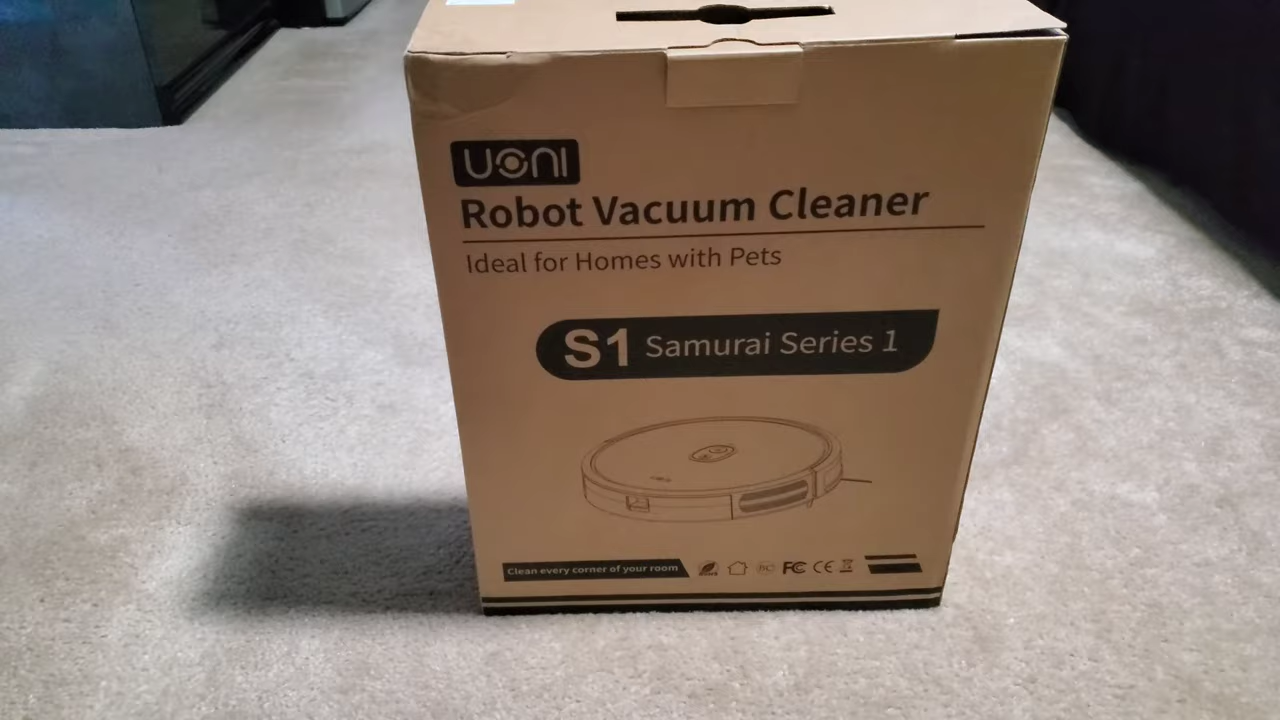 UONI
Robot Vacuum Cleaner
Ideal for Homes with Pets
S1 Samurai Series 1
Clean every corner of your room
FC CE